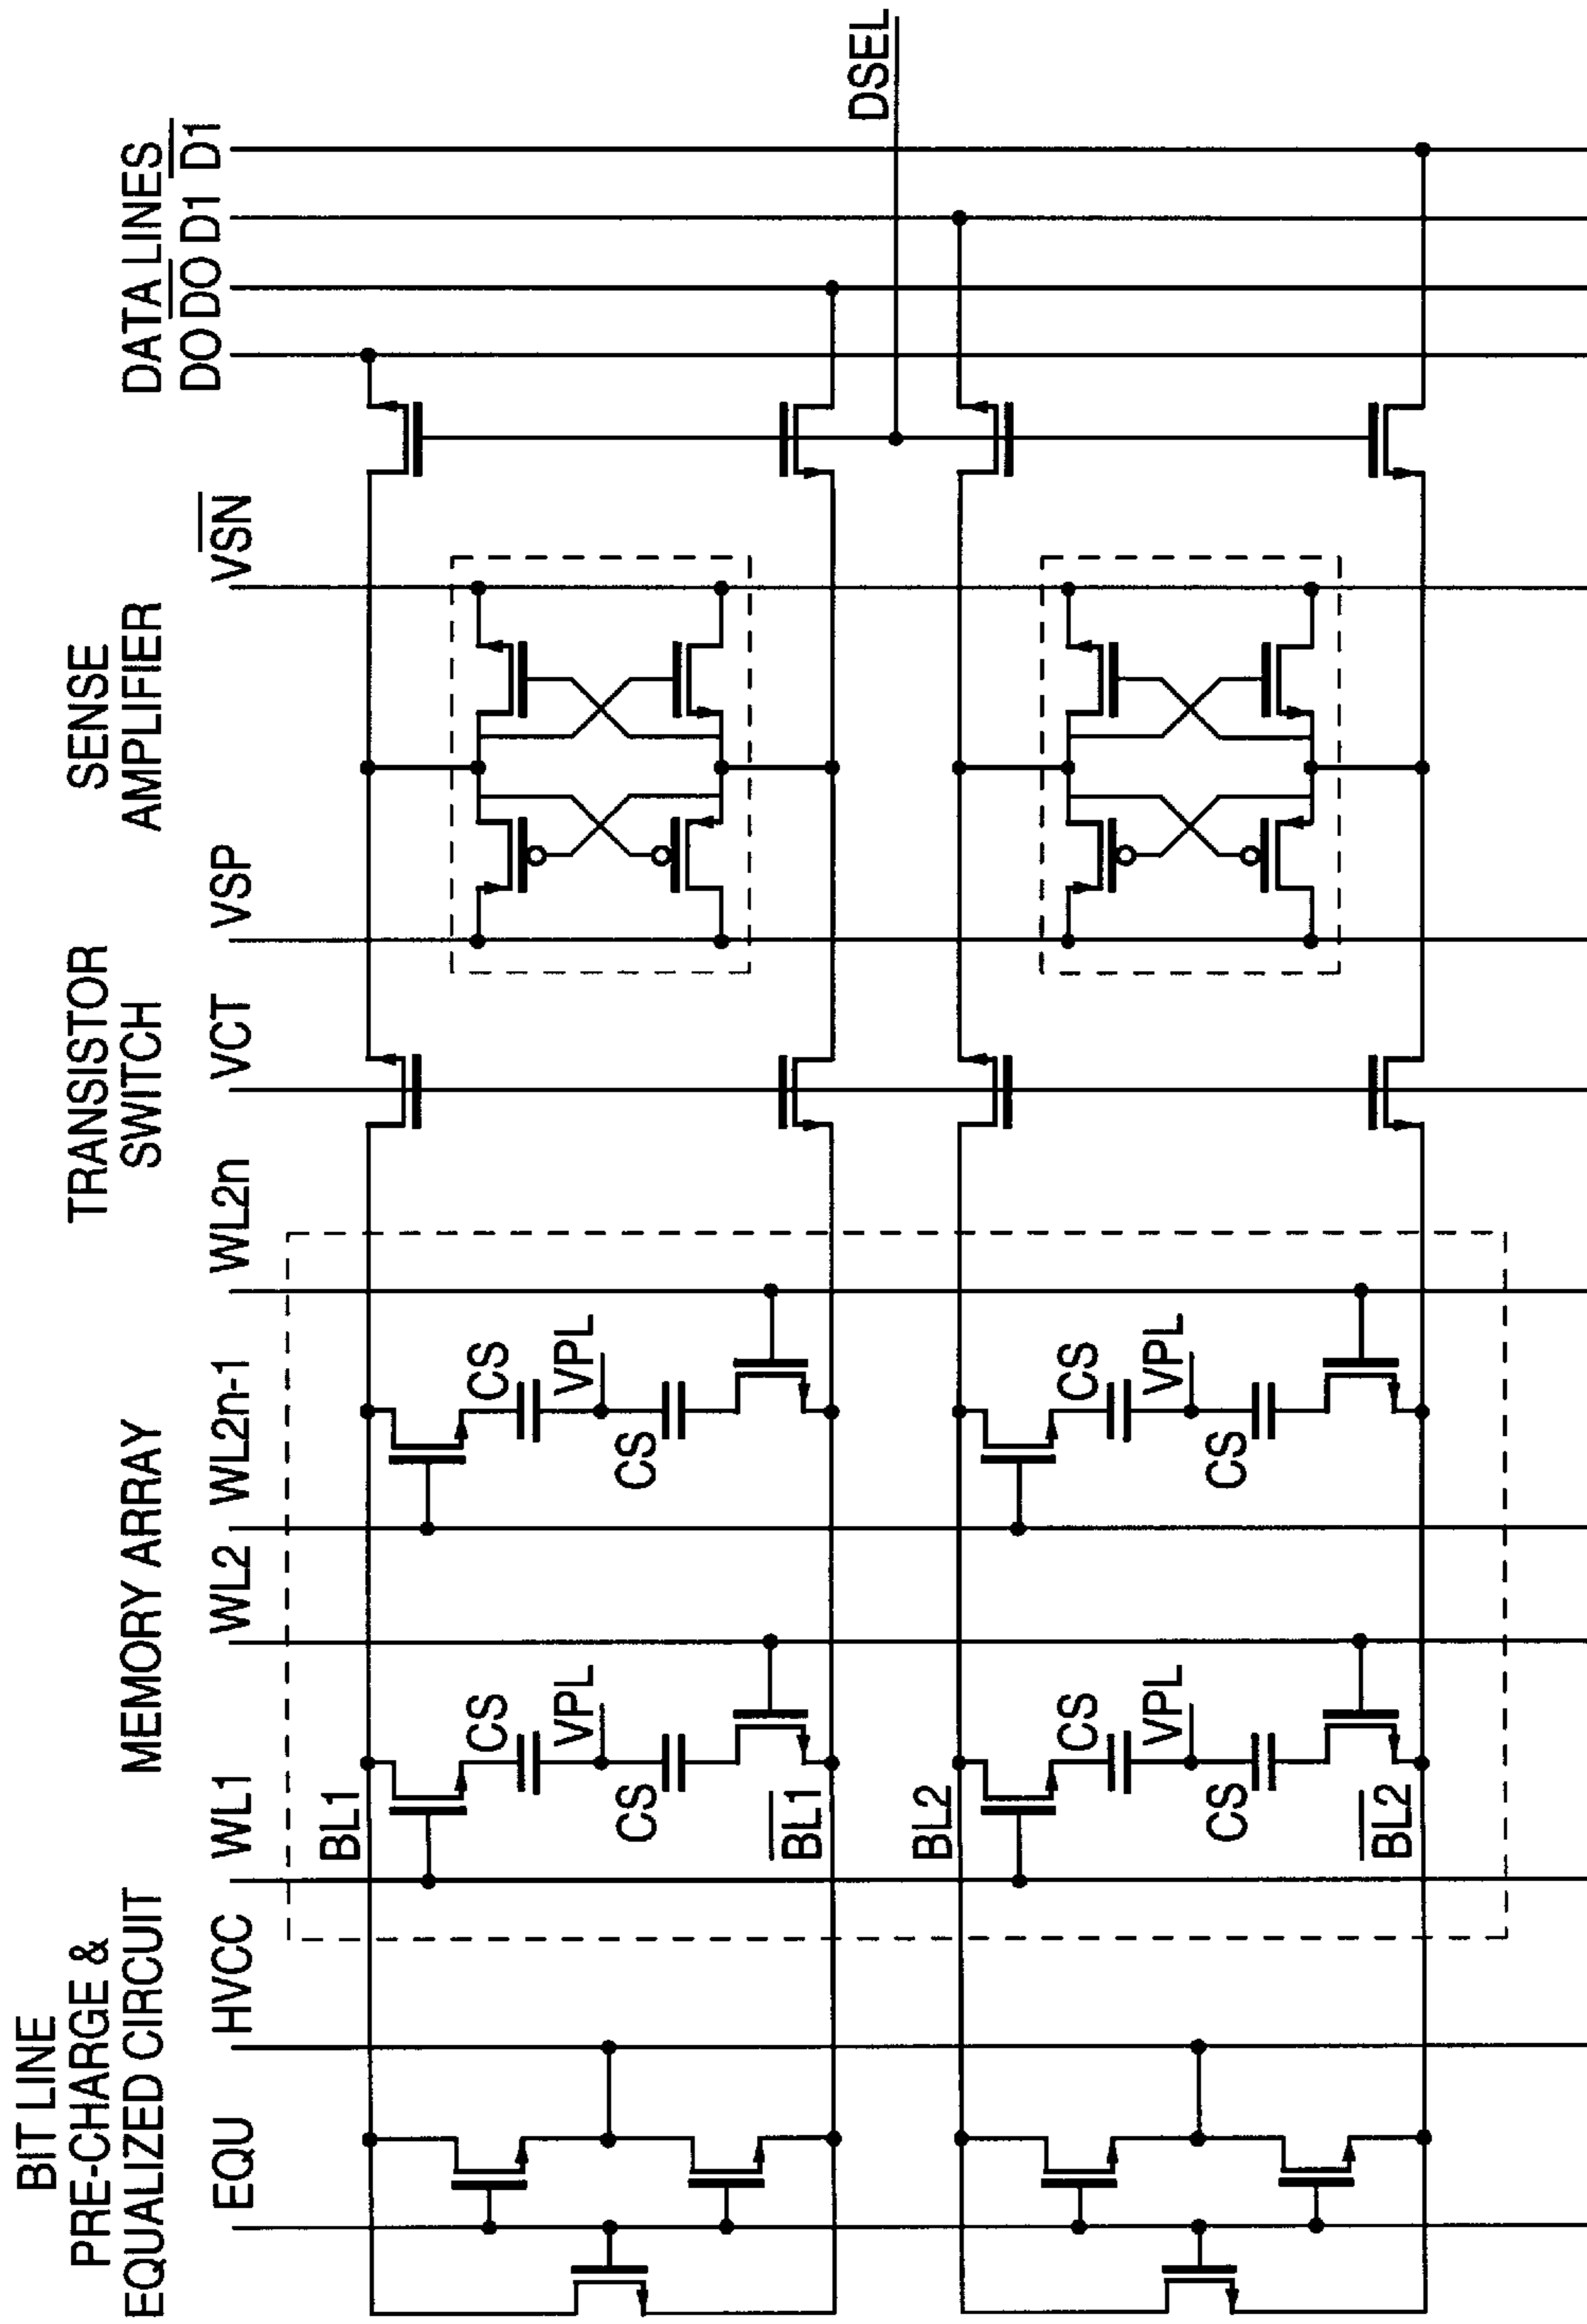 BIT LINE
PRE-CHARGE &
EQUALIZED CIRCUIT
MEMORY ARRAY
TRANSISTOR
SWITCH
SENSE
AMPLIFIER
DATA LINES
EQU
HVCC
WL1
WL2
WL2n-1
WL2n
VCT
VSP
VSN
DO
DO
D1
D1
BL1
CS
VPL
CS
VPL
CS
CS
BL1
DSEL
BL2
CS
VPL
CS
VPL
CS
CS
BL2